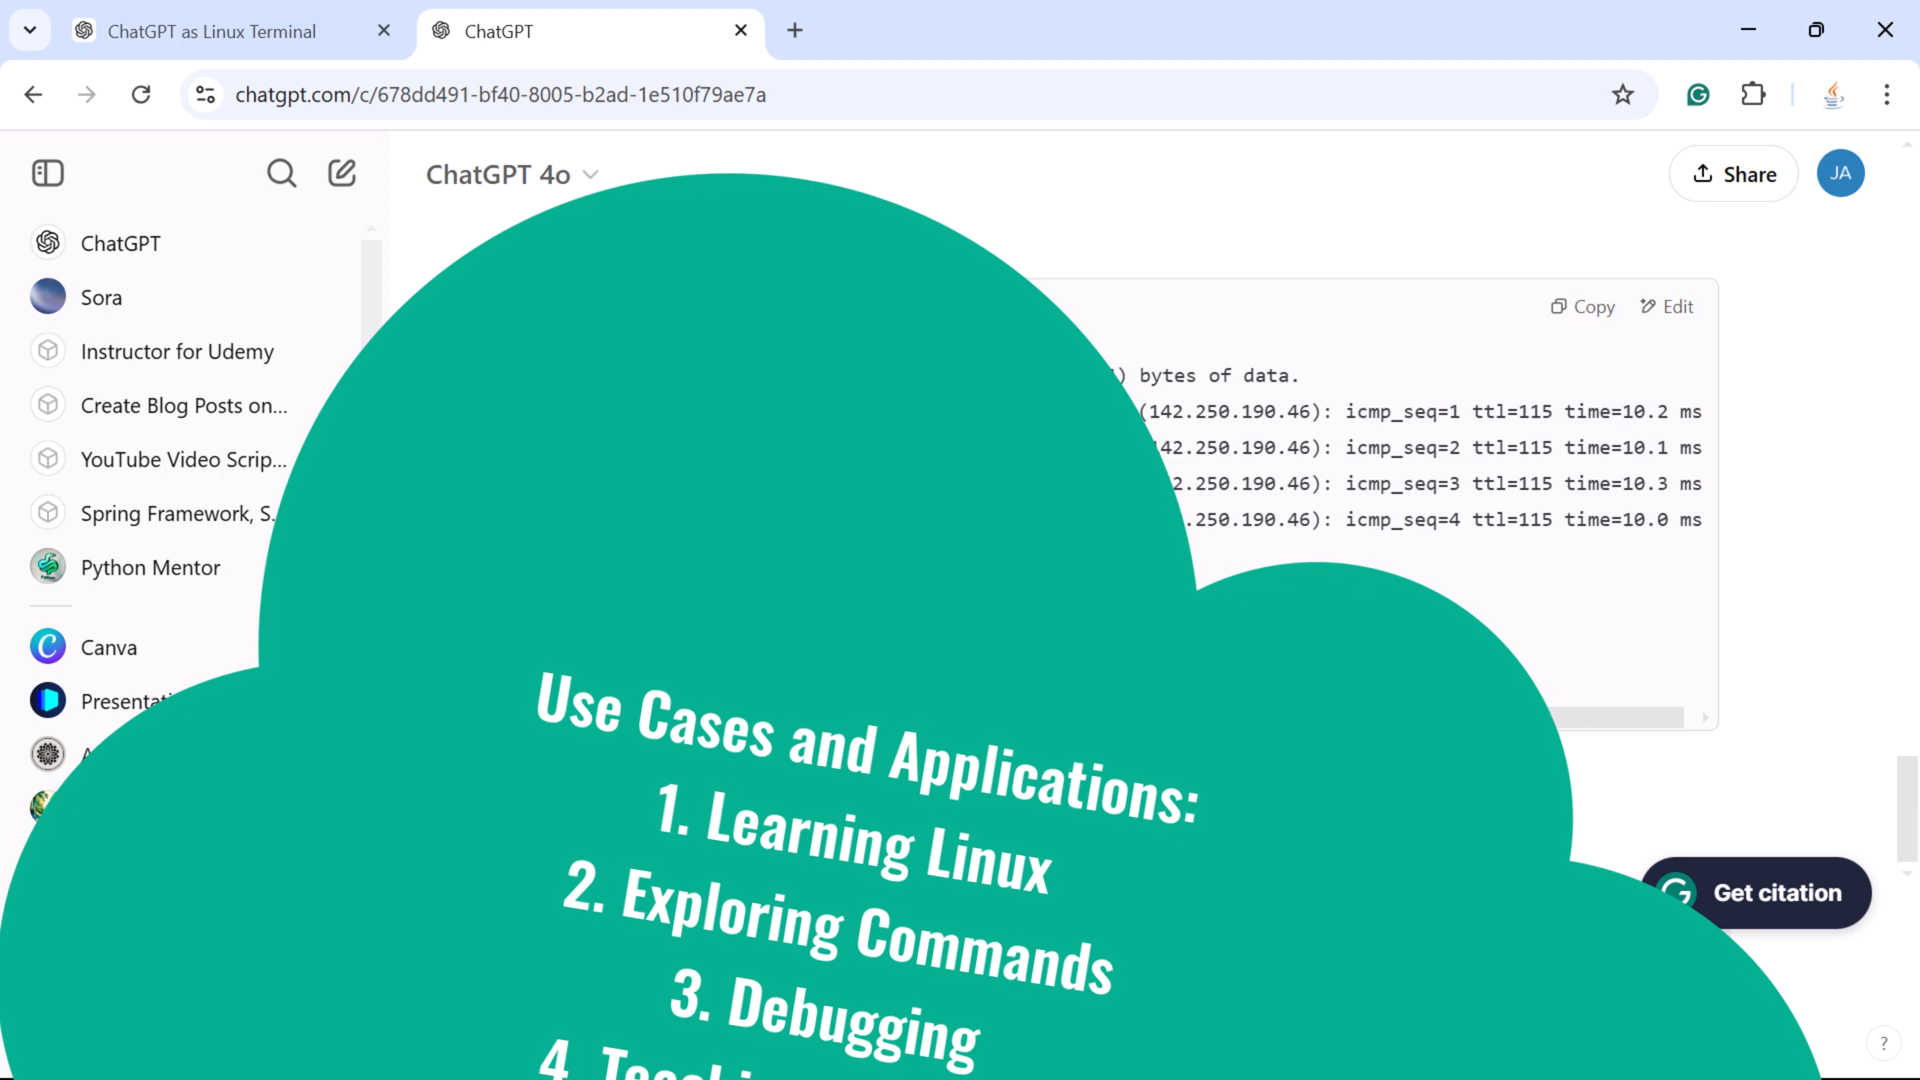 ChatGPT as Linux Terminal
ChatGPT
chatgpt.com/c/678dd491-bf40-8005-b2ad-1e510f79ae7a
ChatGPT 4o
Share
JA
ChatGPT
Sora
Instructor for Udemy
Create Blog Posts on...
YouTube Video Scrip...
Spring Framework, S.
Python Mentor
Canva
Copy
Edit
) bytes of data.
(142.250.190.46): icmp_seq=1 ttl=115 time=10.2 ms
42.250.190.46): icmp_seq=2 ttl=115 time=10.1 ms
2.250.190.46): icmp_seq=3 ttl=115 time=10.3 ms
.250.190.46): icmp_seq=4 ttl=115 time=10.0 ms
Use Cases and Applications:
1. Learning Linux
2. Exploring Commands
3. Debugging
4.
Get citation
?